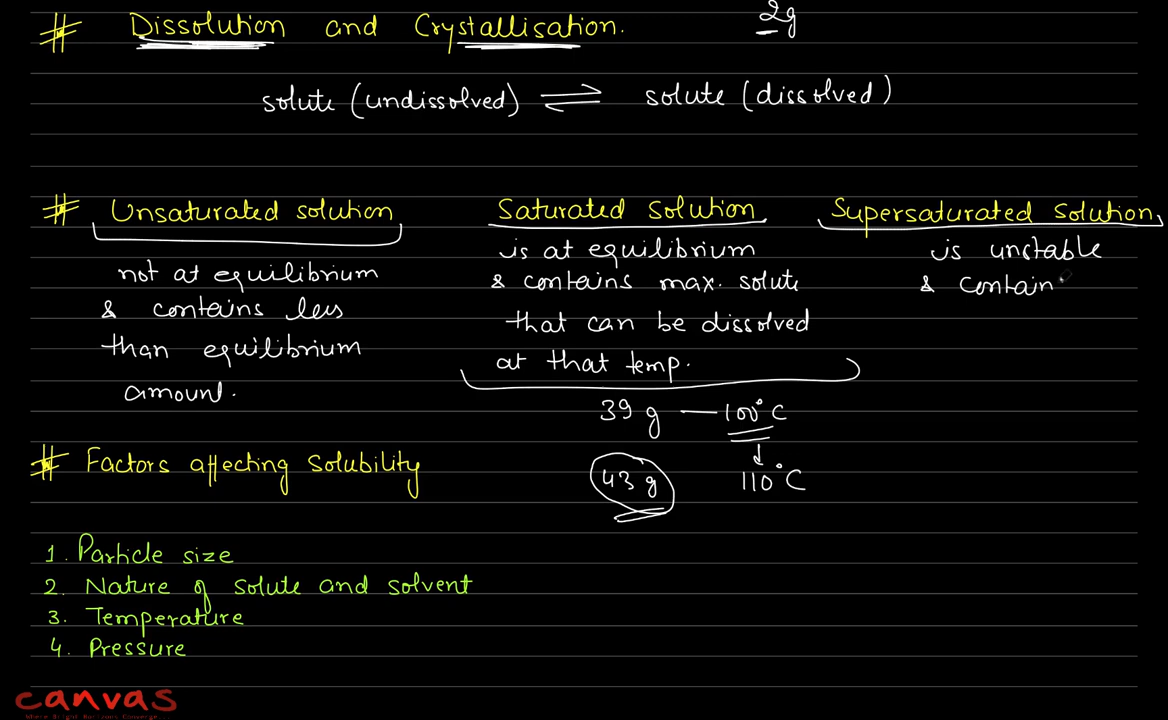 # Dissolution and Crystallisation.
2g
solute (undissolved) ⇌ solute (dissolved)
# Unsaturated solution
not at equilibrium
& contains less
than equilibrium
amount.
Saturated solution
is at equilibrium
& contains max. solute
that can be dissolved
at that temp.
39 g — 100°C
↓
43 g 110°C
Supersaturated solution
is unstable
& contain
# Factors affecting solubility
1. Particle size
2. Nature of solute and solvent
3. Temperature
4. Pressure
canvas